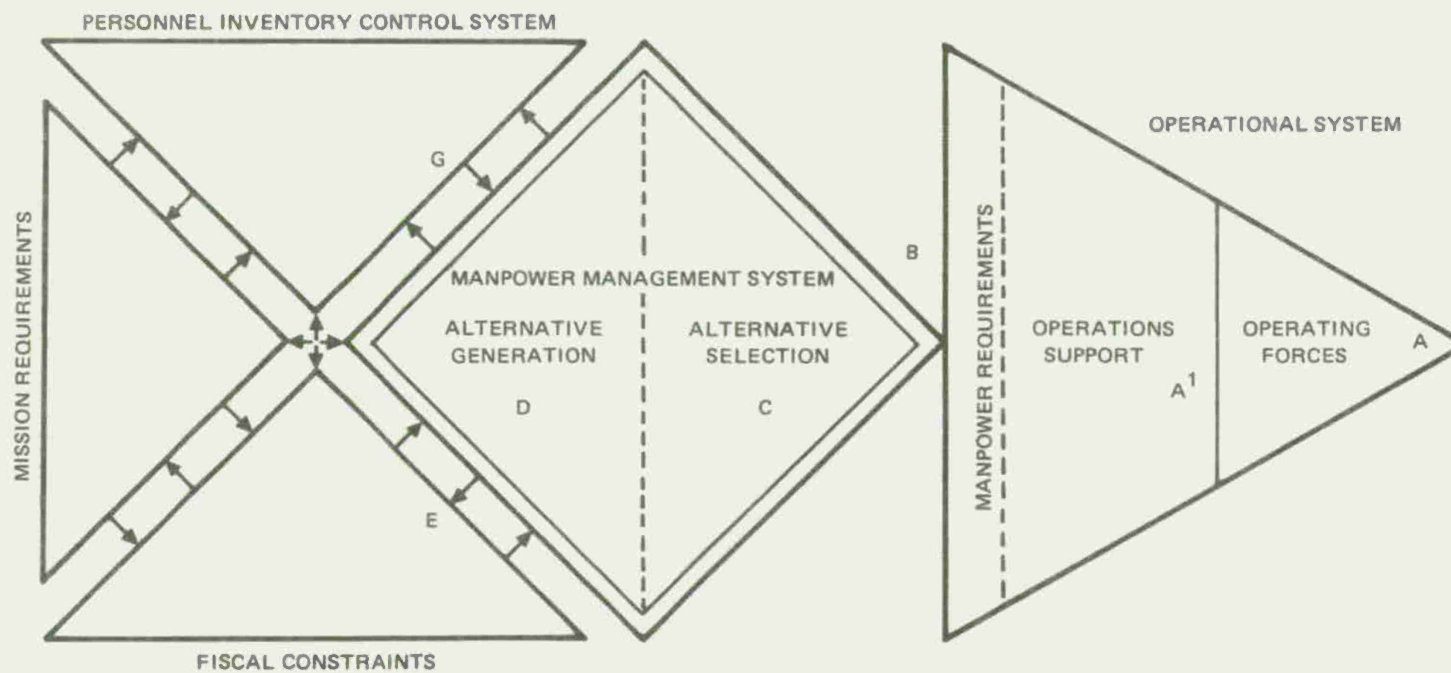 PERSONNEL INVENTORY CONTROL SYSTEM
OPERATIONAL SYSTEM
G
MISSION REQUIREMENTS
B
MANPOWER MANAGEMENT SYSTEM
ALTERNATIVE
GENERATION
D
ALTERNATIVE
SELECTION
C
MANPOWER REQUIREMENTS
OPERATIONS
SUPPORT
A¹
OPERATING
FORCES
A
E
FISCAL CONSTRAINTS